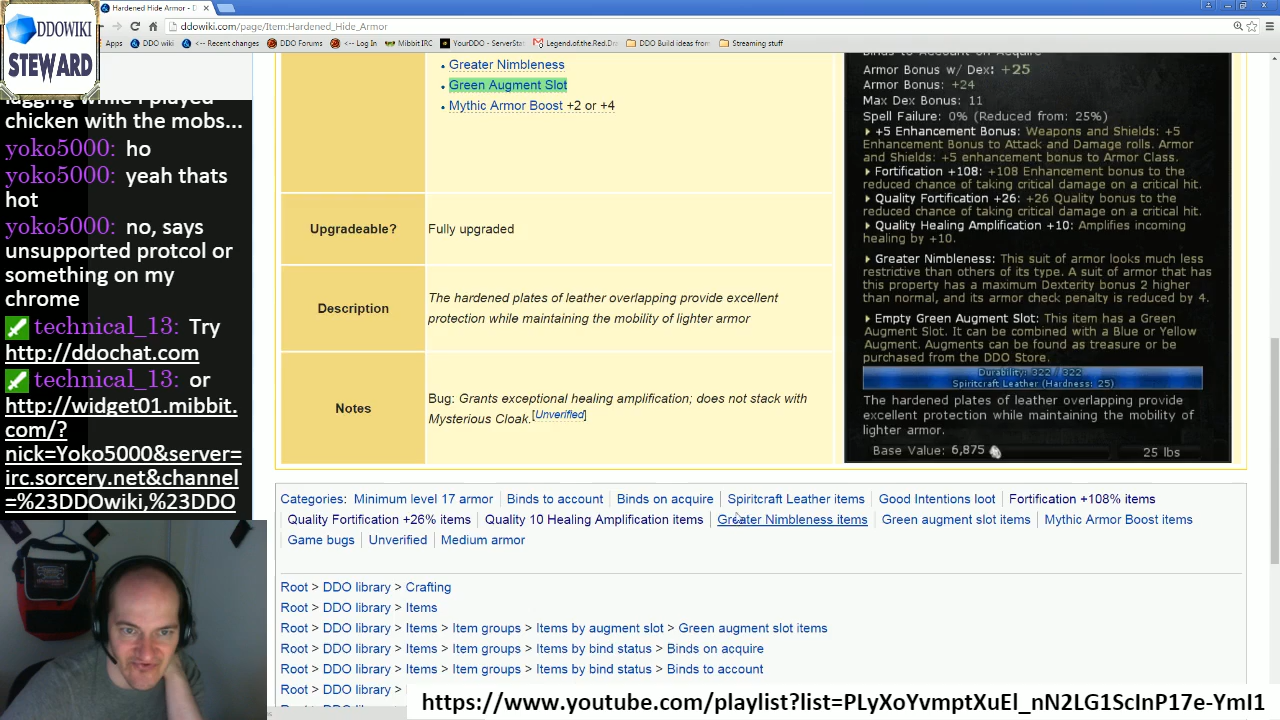 DDOWIKI
STEWARD
Hardened Hide Armor - d
ddowiki.com/page/Item:Hardened_Hide_Armor
Apps
DDO wiki
<-- Recent changes
DDO Forums
<-- Log In
Mibbit IRC
YourDDO - ServerSta
Legend.of.the.Red.Dra
DDO Build ideas from
Streaming stuff
lagging while I played
chicken with the mobs...
yoko5000: ho
yoko5000: yeah thats
hot
yoko5000: no, says
unsupported protcol or
something on my
chrome
technical_13: Try
http://ddochat.com
technical_13: or
http://widget01.mibbit.
com/?
nick=Yoko5000&server=
irc.sorcery.net&channel
=%23DDOwiki,%23DDO
Greater Nimbleness
Green Augment Slot
Mythic Armor Boost +2 or +4
Upgradeable?
Fully upgraded
Description
The hardened plates of leather overlapping provide excellent
protection while maintaining the mobility of lighter armor
Notes
Bug: Grants exceptional healing amplification; does not stack with
Mysterious Cloak.[Unverified]
Binds to Account on Acquire
Armor Bonus w/ Dex: +25
Armor Bonus: +24
Max Dex Bonus: 11
Spell Failure: 0% (Reduced from: 25%)
+5 Enhancement Bonus: Weapons and Shields: +5
Enhancement Bonus to Attack and Damage rolls. Armor
and Shields: +5 enhancement bonus to Armor Class.
Fortification +108: +108 Enhancement bonus to
the reduced chance of taking critical damage on a critical hit.
Quality Fortification +26: +26 Quality bonus to the
reduced chance of taking critical damage on a critical hit.
Quality Healing Amplification +10: Amplifies incoming
healing by +10.
Greater Nimbleness: This suit of armor looks much less
restrictive than others of its type. A suit of armor that has
this property has a maximum Dexterity bonus 2 higher
than normal, and its armor check penalty is reduced by 4.
Empty Green Augment Slot: This item has a Green
Augment Slot. It can be combined with a Blue or Yellow
Augment. Augments can be found as treasure or be
purchased from the DDO Store.
Durability: 322 / 322
Spiritcraft Leather (Hardness: 25)
The hardened plates of leather overlapping provide
excellent protection while maintaining the mobility of
lighter armor.
Base Value: 6,875
25 lbs
Categories: Minimum level 17 armor | Binds to account | Binds on acquire | Spiritcraft Leather items | Good Intentions loot | Fortification +108% items
Quality Fortification +26% items | Quality 10 Healing Amplification items | Greater Nimbleness items | Green augment slot items | Mythic Armor Boost items
Game bugs | Unverified | Medium armor
Root > DDO library > Crafting
Root > DDO library > Items
Root > DDO library > Items > Item groups > Items by augment slot > Green augment slot items
Root > DDO library > Items > Item groups > Items by bind status > Binds on acquire
Root > DDO library > Items > Item groups > Items by bind status > Binds to account
Root > DDO library >
https://www.youtube.com/playlist?list=PLyXoYvmptXuEl_nN2LG1ScInP17e-YmI1